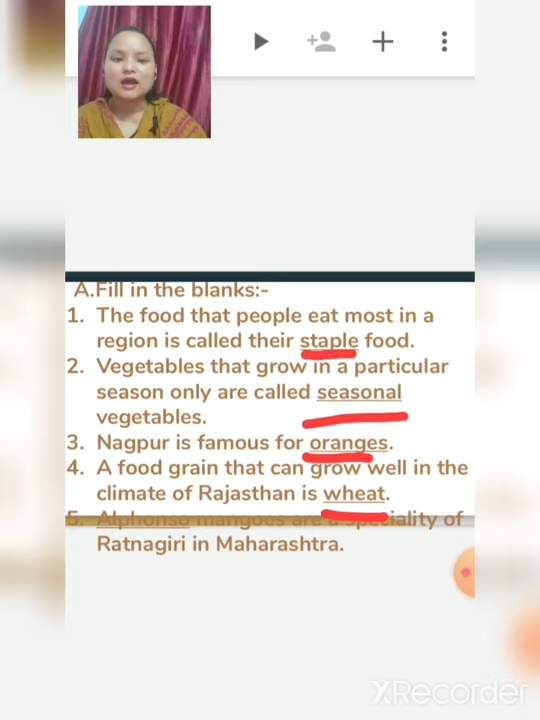 A.Fill in the blanks:-
1. The food that people eat most in a
region is called their staple food.
2. Vegetables that grow in a particular
season only are called seasonal
vegetables.
3. Nagpur is famous for oranges.
4. A food grain that can grow well in the
climate of Rajasthan is wheat.
5. Alphonso mangoes are a speciality of
Ratnagiri in Maharashtra.
XRecorder